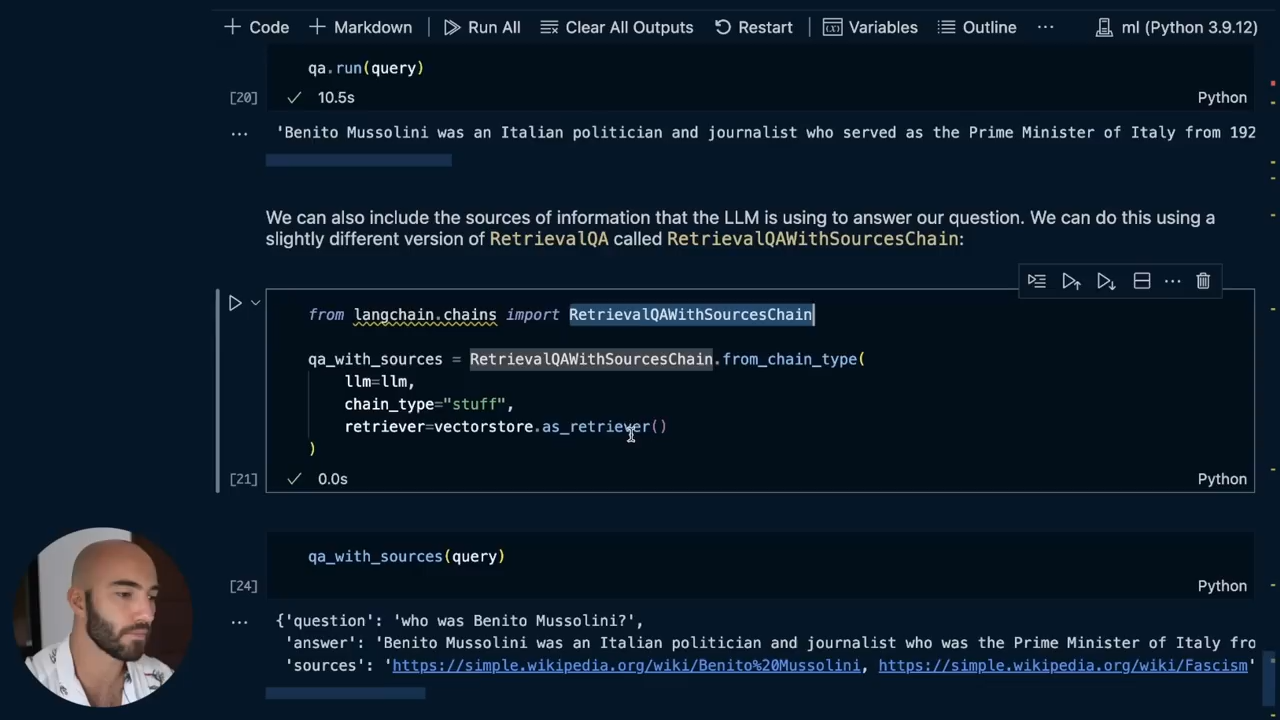 Code Markdown Run All Clear All Outputs Restart Variables Outline ... ml (Python 3.9.12)
qa.run(query)
[20] 10.5s Python
... 'Benito Mussolini was an Italian politician and journalist who served as the Prime Minister of Italy from 192
We can also include the sources of information that the LLM is using to answer our question. We can do this using a
slightly different version of RetrievalQA called RetrievalQAWithSourcesChain:
from langchain.chains import RetrievalQAWithSourcesChain
qa_with_sources = RetrievalQAWithSourcesChain.from_chain_type(
llm=llm,
chain_type="stuff",
retriever=vectorstore.as_retriever()
)
[21] 0.0s Python
qa_with_sources(query)
[24] Python
... {'question': 'who was Benito Mussolini?',
'answer': 'Benito Mussolini was an Italian politician and journalist who was the Prime Minister of Italy fro
'sources': 'https://simple.wikipedia.org/wiki/Benito%20Mussolini, https://simple.wikipedia.org/wiki/Fascism'